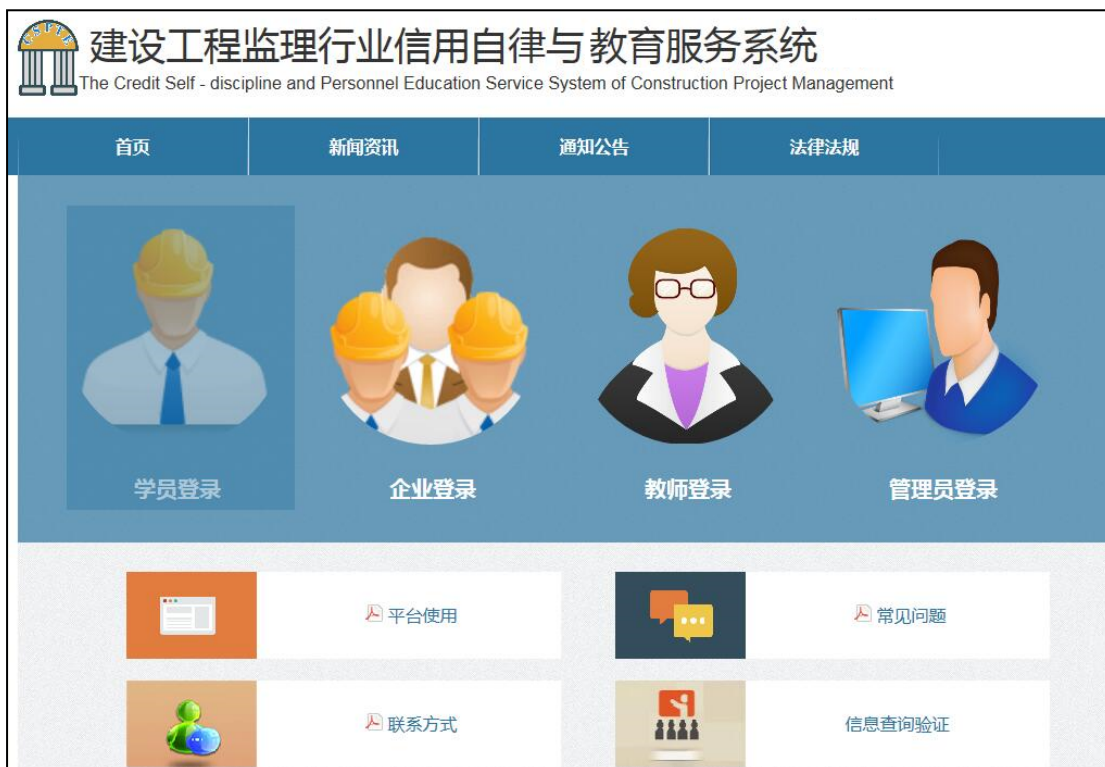 CSPLE
建设工程监理行业信用自律与教育服务系统
The Credit Self - discipline and Personnel Education Service System of Construction Project Management
首页 新闻资讯 通知公告 法律法规
学员登录 企业登录 教师登录 管理员登录
平台使用 常见问题
联系方式 信息查询验证